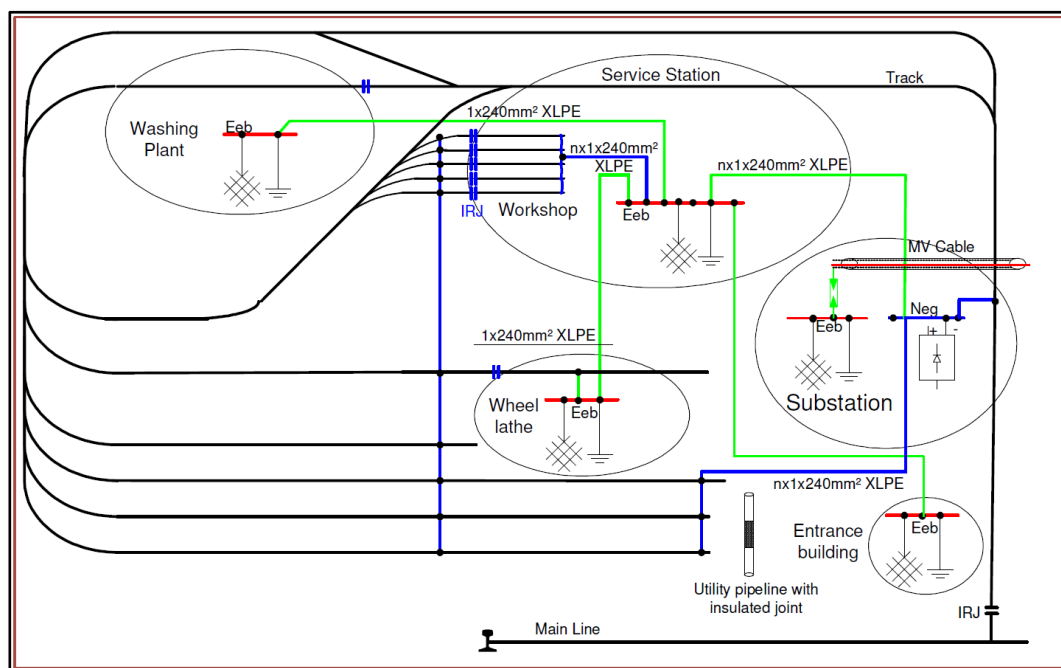 Service Station
Track
1x240mm² XLPE
Eeb
Washing
Plant
nx1x240mm²
XLPE
nx1x240mm² XLPE
IRJ
Workshop
Eeb
MV Cable
Neg
Eeb
+
-
1x240mm² XLPE
Substation
Wheel
lathe
Eeb
nx1x240mm² XLPE
Eeb
Entrance
building
Utility pipeline with
insulated joint
IRJ
Main Line